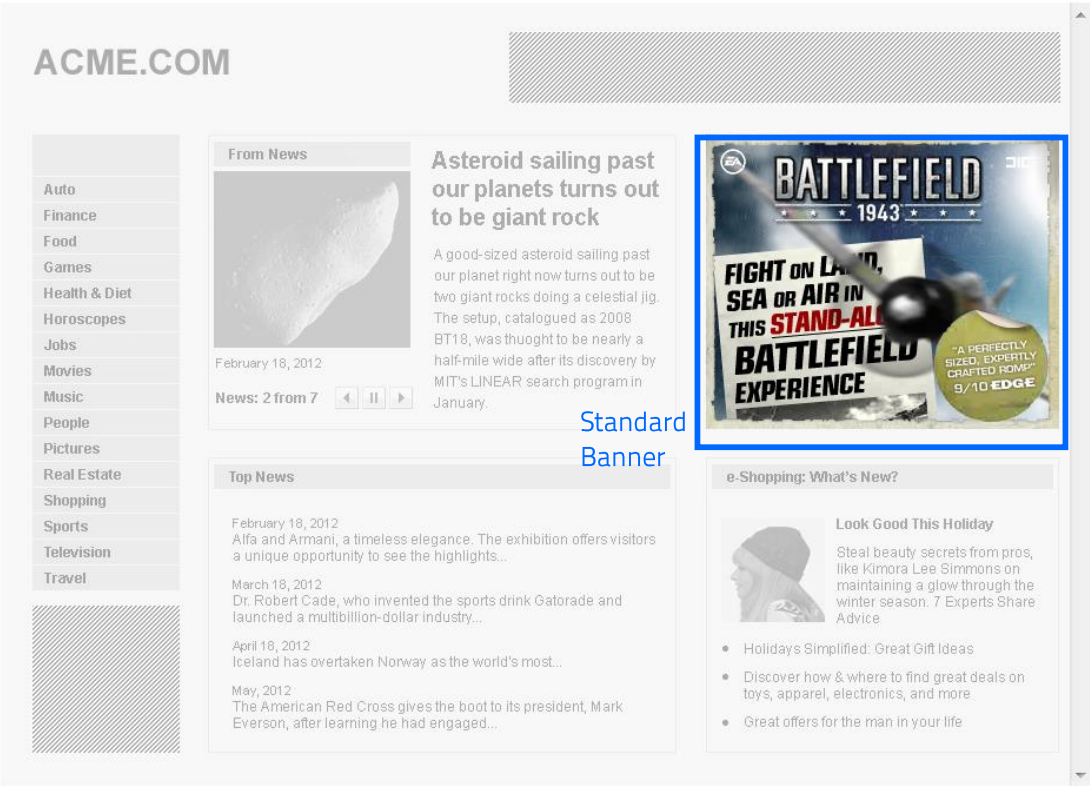 ACME.COM
Auto
Finance
Food
Games
Health & Diet
Horoscopes
Jobs
Movies
Music
People
Pictures
Real Estate
Shopping
Sports
Television
Travel
From News
February 18, 2012
News: 2 from 7
Asteroid sailing past
our planets turns out
to be giant rock
A good-sized asteroid sailing past
our planet right now turns out to be
two giant rocks doing a celestial jig.
The setup, catalogued as 2008
BT18, was thuoght to be nearly a
half-mile wide after its discovery by
MIT's LINEAR search program in
January.
EA
BATTLEFIELD
1943
FIGHT ON LAND,
SEA OR AIR IN
THIS STAND-AL
BATTLEFIELD
EXPERIENCE
"A PERFECTLY
SIZED, EXPERTLY
CRAFTED ROMP"
9/10 EDGE
Standard
Banner
Top News
February 18, 2012
Alfa and Armani, a timeless elegance. The exhibition offers visitors
a unique opportunity to see the highlights...
March 18, 2012
Dr. Robert Cade, who invented the sports drink Gatorade and
launched a multibillion-dollar industry...
April 18, 2012
Iceland has overtaken Norway as the world's most...
May, 2012
The American Red Cross gives the boot to its president, Mark
Everson, after learning he had engaged...
e-Shopping: What's New?
Look Good This Holiday
Steal beauty secrets from pros,
like Kimora Lee Simmons on
maintaining a glow through the
winter season. 7 Experts Share
Advice
Holidays Simplified: Great Gift Ideas
Discover how & where to find great deals on
toys, apparel, electronics, and more
Great offers for the man in your life